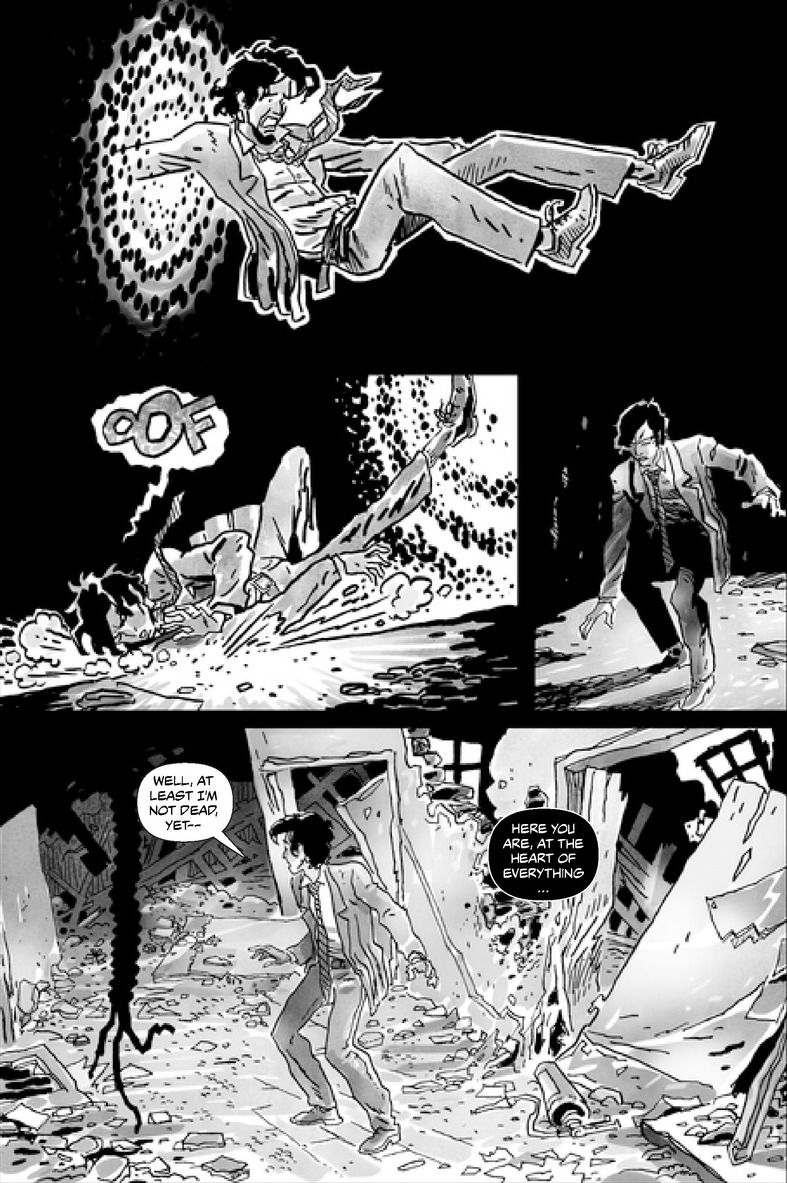 OOF
WELL, AT
LEAST I'M
NOT DEAD,
YET--
HERE YOU
ARE, AT THE
HEART OF
EVERYTHING
...